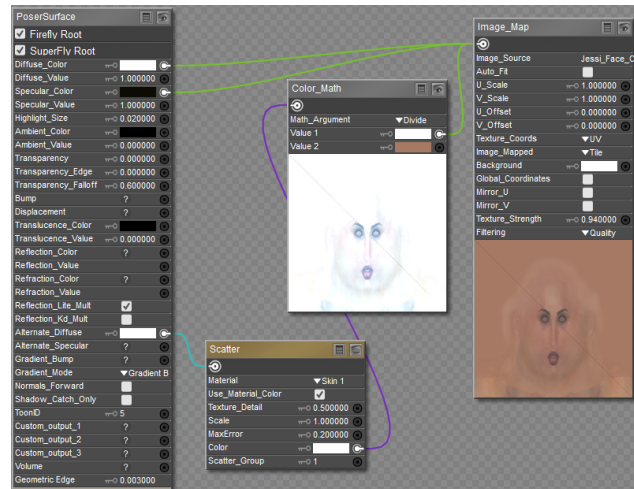 PoserSurface
Firefly Root
SuperFly Root
Diffuse_Color
Diffuse_Value 1.000000
Specular_Color
Specular_Value 1.000000
Highlight_Size 0.020000
Ambient_Color
Ambient_Value 0.000000
Transparency 0.000000
Transparency_Edge 0.000000
Transparency_Falloff 0.600000
Bump ?
Displacement ?
Translucence_Color
Translucence_Value 0.000000
Reflection_Color ?
Reflection_Value
Refraction_Color ?
Refraction_Value
Reflection_Lite_Mult
Reflection_Kd_Mult
Alternate_Diffuse
Alternate_Specular ?
Gradient_Bump ?
Gradient_Mode Gradient B
Normals_Forward
Shadow_Catch_Only
ToonID 5
Custom_output_1 ?
Custom_output_2 ?
Custom_output_3 ?
Volume ?
Geometric Edge 0.003000
Color_Math
Math_Argument Divide
Value 1
Value 2
Scatter
Material Skin 1
Use_Material_Color
Texture_Detail 0.500000
Scale 1.000000
MaxError 0.200000
Color
Scatter_Group 1
Image_Map
Image_Source Jessi_Face_C
Auto_Fit
U_Scale 1.000000
V_Scale 1.000000
U_Offset 0.000000
V_Offset 0.000000
Texture_Coords UV
Image_Mapped Tile
Background
Global_Coordinates
Mirror_U
Mirror_V
Texture_Strength 0.940000
Filtering Quality